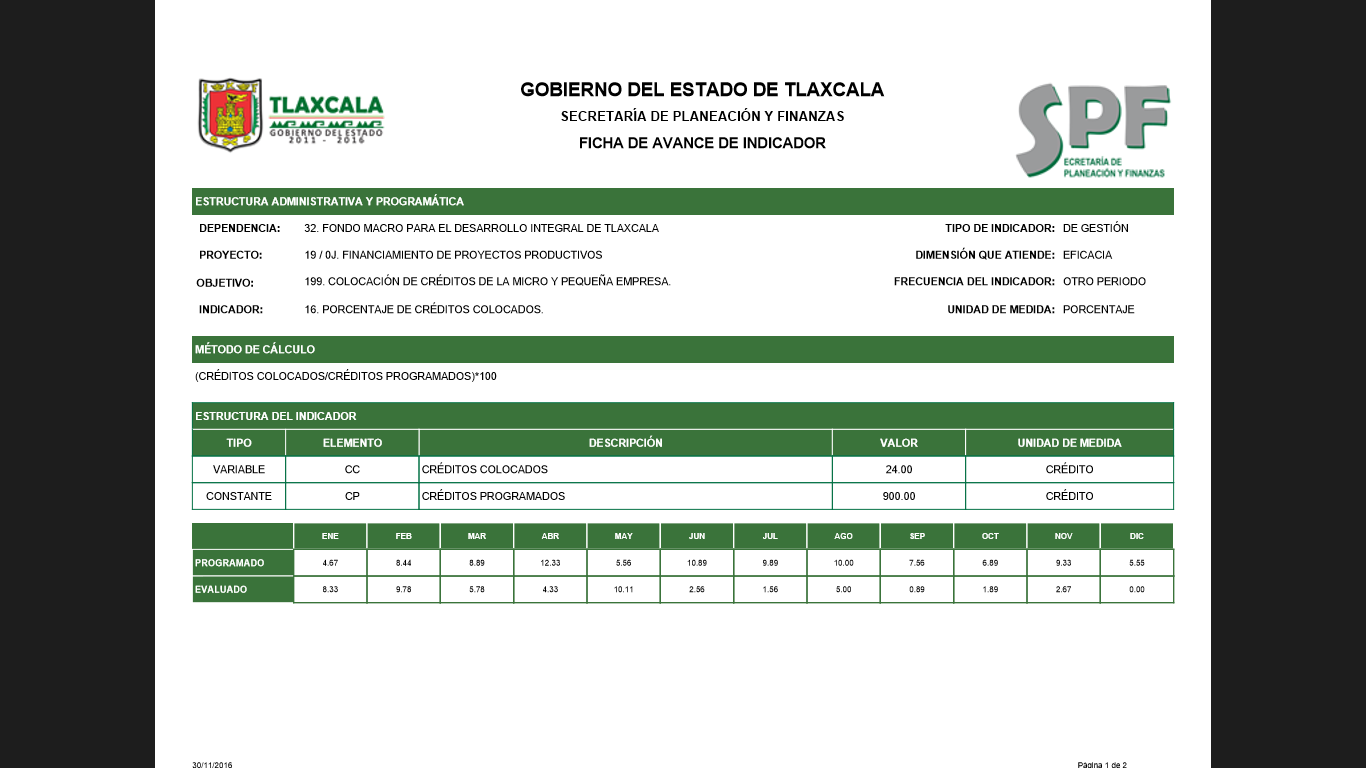 TLAXCALA
GOBIERNO DEL ESTADO
2011 - 2016
GOBIERNO DEL ESTADO DE TLAXCALA
SECRETARÍA DE PLANEACIÓN Y FINANZAS
FICHA DE AVANCE DE INDICADOR
SPF
ECRETARÍA DE
PLANEACIÓN Y FINANZAS
ESTRUCTURA ADMINISTRATIVA Y PROGRAMÁTICA
DEPENDENCIA: 32. FONDO MACRO PARA EL DESARROLLO INTEGRAL DE TLAXCALA TIPO DE INDICADOR: DE GESTIÓN
PROYECTO: 19 / 0J. FINANCIAMIENTO DE PROYECTOS PRODUCTIVOS DIMENSIÓN QUE ATIENDE: EFICACIA
OBJETIVO: 199. COLOCACIÓN DE CRÉDITOS DE LA MICRO Y PEQUEÑA EMPRESA. FRECUENCIA DEL INDICADOR: OTRO PERIODO
INDICADOR: 16. PORCENTAJE DE CRÉDITOS COLOCADOS. UNIDAD DE MEDIDA: PORCENTAJE
MÉTODO DE CÁLCULO
(CRÉDITOS COLOCADOS/CRÉDITOS PROGRAMADOS)*100
ESTRUCTURA DEL INDICADOR
TIPO ELEMENTO DESCRIPCIÓN VALOR UNIDAD DE MEDIDA
VARIABLE CC CRÉDITOS COLOCADOS 24.00 CRÉDITO
CONSTANTE CP CRÉDITOS PROGRAMADOS 900.00 CRÉDITO
ENE FEB MAR ABR MAY JUN JUL AGO SEP OCT NOV DIC
PROGRAMADO 4.67 8.44 8.89 12.33 5.56 10.89 9.89 10.00 7.56 6.89 9.33 5.55
EVALUADO 8.33 9.78 5.78 4.33 10.11 2.56 1.56 5.00 0.89 1.89 2.67 0.00
30/11/2016 Página 1 de 2